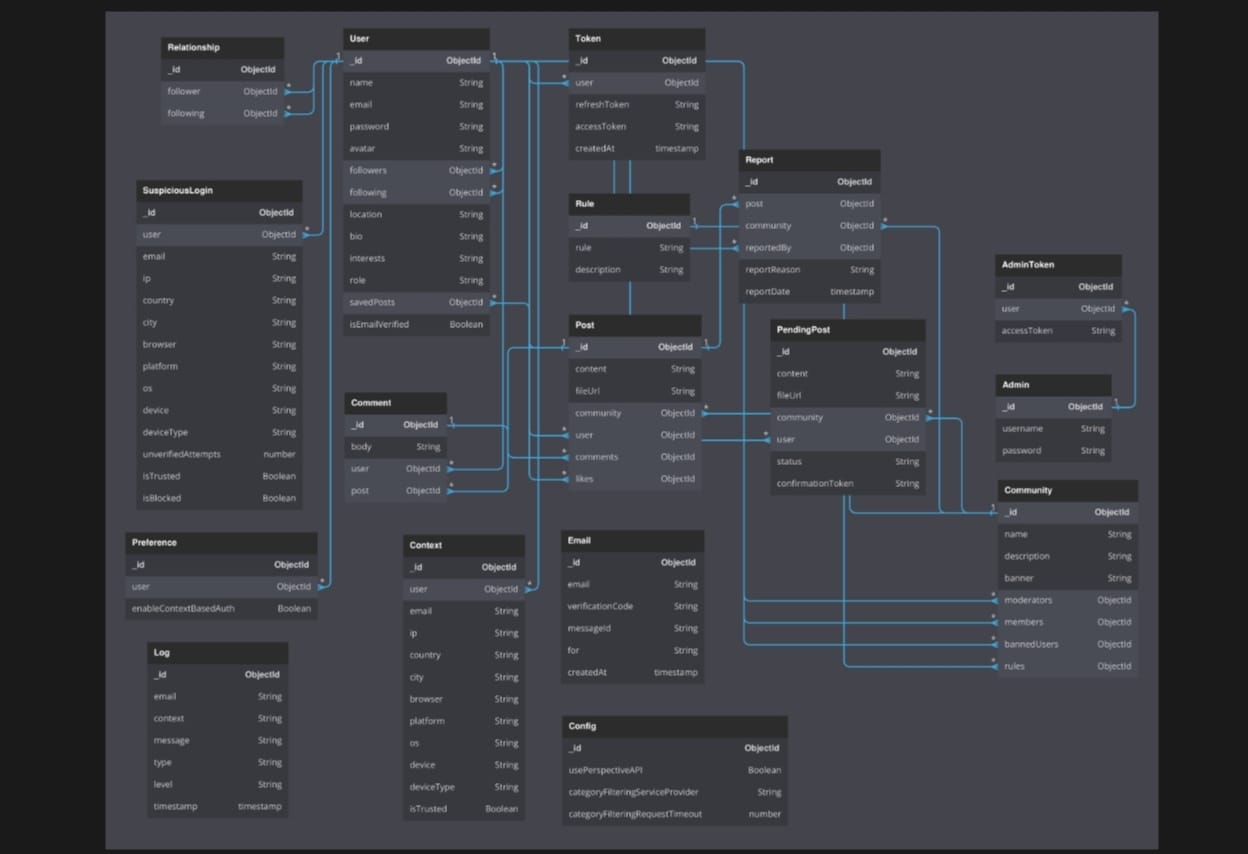 Relationship
_id ObjectId
follower ObjectId
following ObjectId
User
_id ObjectId
name String
email String
password String
avatar String
followers ObjectId
following ObjectId
location String
bio String
interests String
role String
savedPosts ObjectId
isEmailVerified Boolean
Token
_id ObjectId
user ObjectId
refreshToken String
accessToken String
createdAt timestamp
Report
_id ObjectId
post ObjectId
community ObjectId
reportedBy ObjectId
reportReason String
reportDate timestamp
SuspiciousLogin
_id ObjectId
user ObjectId
email String
ip String
country String
city String
browser String
platform String
os String
device String
deviceType String
unverifiedAttempts number
isTrusted Boolean
isBlocked Boolean
Rule
_id ObjectId
rule String
description String
AdminToken
_id ObjectId
user ObjectId
accessToken String
Post
_id ObjectId
content String
fileUrl String
community ObjectId
user ObjectId
comments ObjectId
likes ObjectId
PendingPost
_id ObjectId
content String
fileUrl String
community ObjectId
user ObjectId
status String
confirmationToken String
Admin
_id ObjectId
username String
password String
Comment
_id ObjectId
body String
user ObjectId
post ObjectId
Community
_id ObjectId
name String
description String
banner String
moderators ObjectId
members ObjectId
bannedUsers ObjectId
rules ObjectId
Preference
_id ObjectId
user ObjectId
enableContextBasedAuth Boolean
Context
_id ObjectId
user ObjectId
email String
ip String
country String
city String
browser String
platform String
os String
device String
deviceType String
isTrusted Boolean
Email
_id ObjectId
email String
verificationCode String
messageId String
for String
createdAt timestamp
Log
_id ObjectId
email String
context String
message String
type String
level String
timestamp timestamp
Config
_id ObjectId
usePerspectiveAPI Boolean
categoryFilteringServiceProvider String
categoryFilteringRequestTimeout number